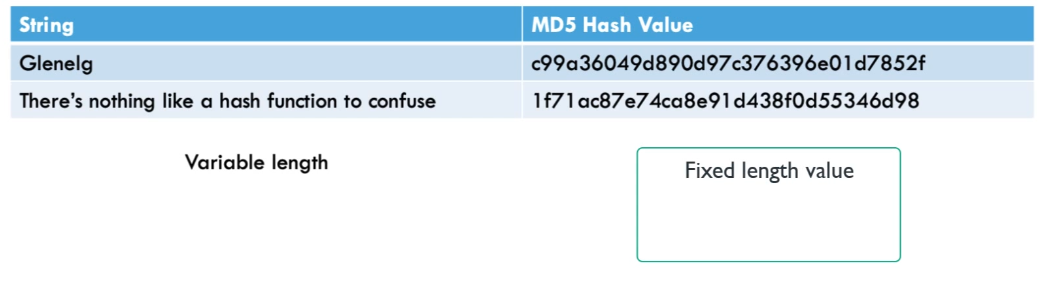 String MD5 Hash Value
Glenelg c99a36049d890d97c376396e01d7852f
There's nothing like a hash function to confuse 1f71ac87e74ca8e91d438f0d55346d98
Variable length Fixed length value